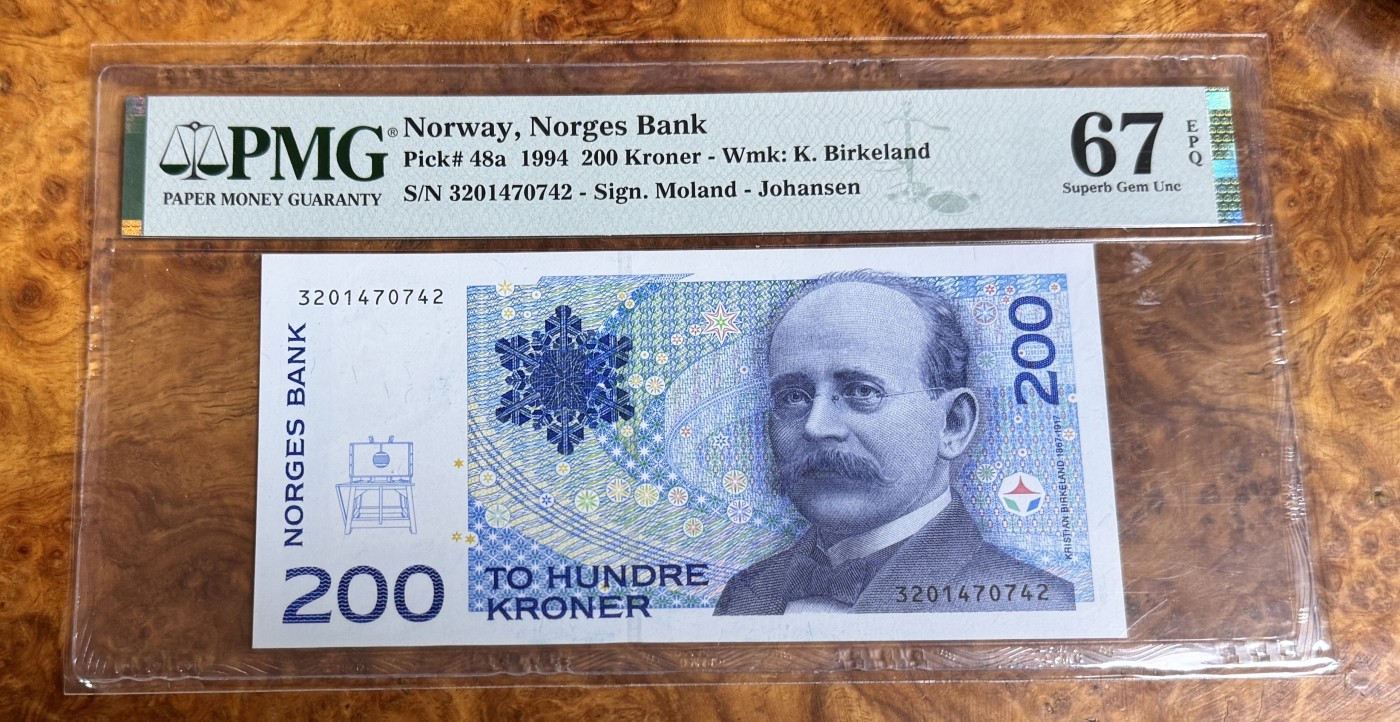 PMG®
PAPER MONEY GUARANTY
Norway, Norges Bank
Pick# 48a 1994 200 Kroner - Wmk: K. Birkeland
S/N 3201470742 - Sign. Moland - Johansen
67
EPQ
Superb Gem Unc
3201470742
NORGES BANK
200
TO HUNDRE
KRONER
200
KRISTIAN BIRKELAND 1867-1917
3201470742